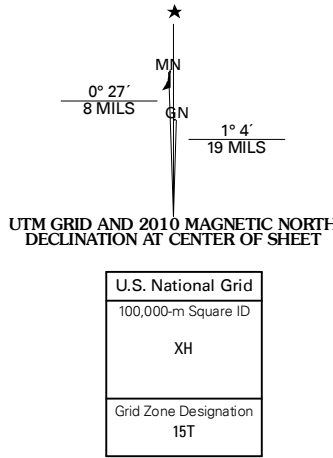 MN
0° 27´
8 MILS
GN
1° 4´
19 MILS
UTM GRID AND 2010 MAGNETIC NORTH
DECLINATION AT CENTER OF SHEET
U.S. National Grid
100,000-m Square ID
XH
Grid Zone Designation
15T